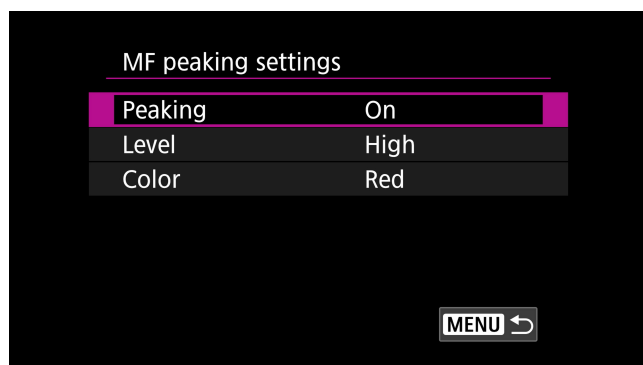 MF peaking settings
Peaking On
Level High
Color Red
MENU